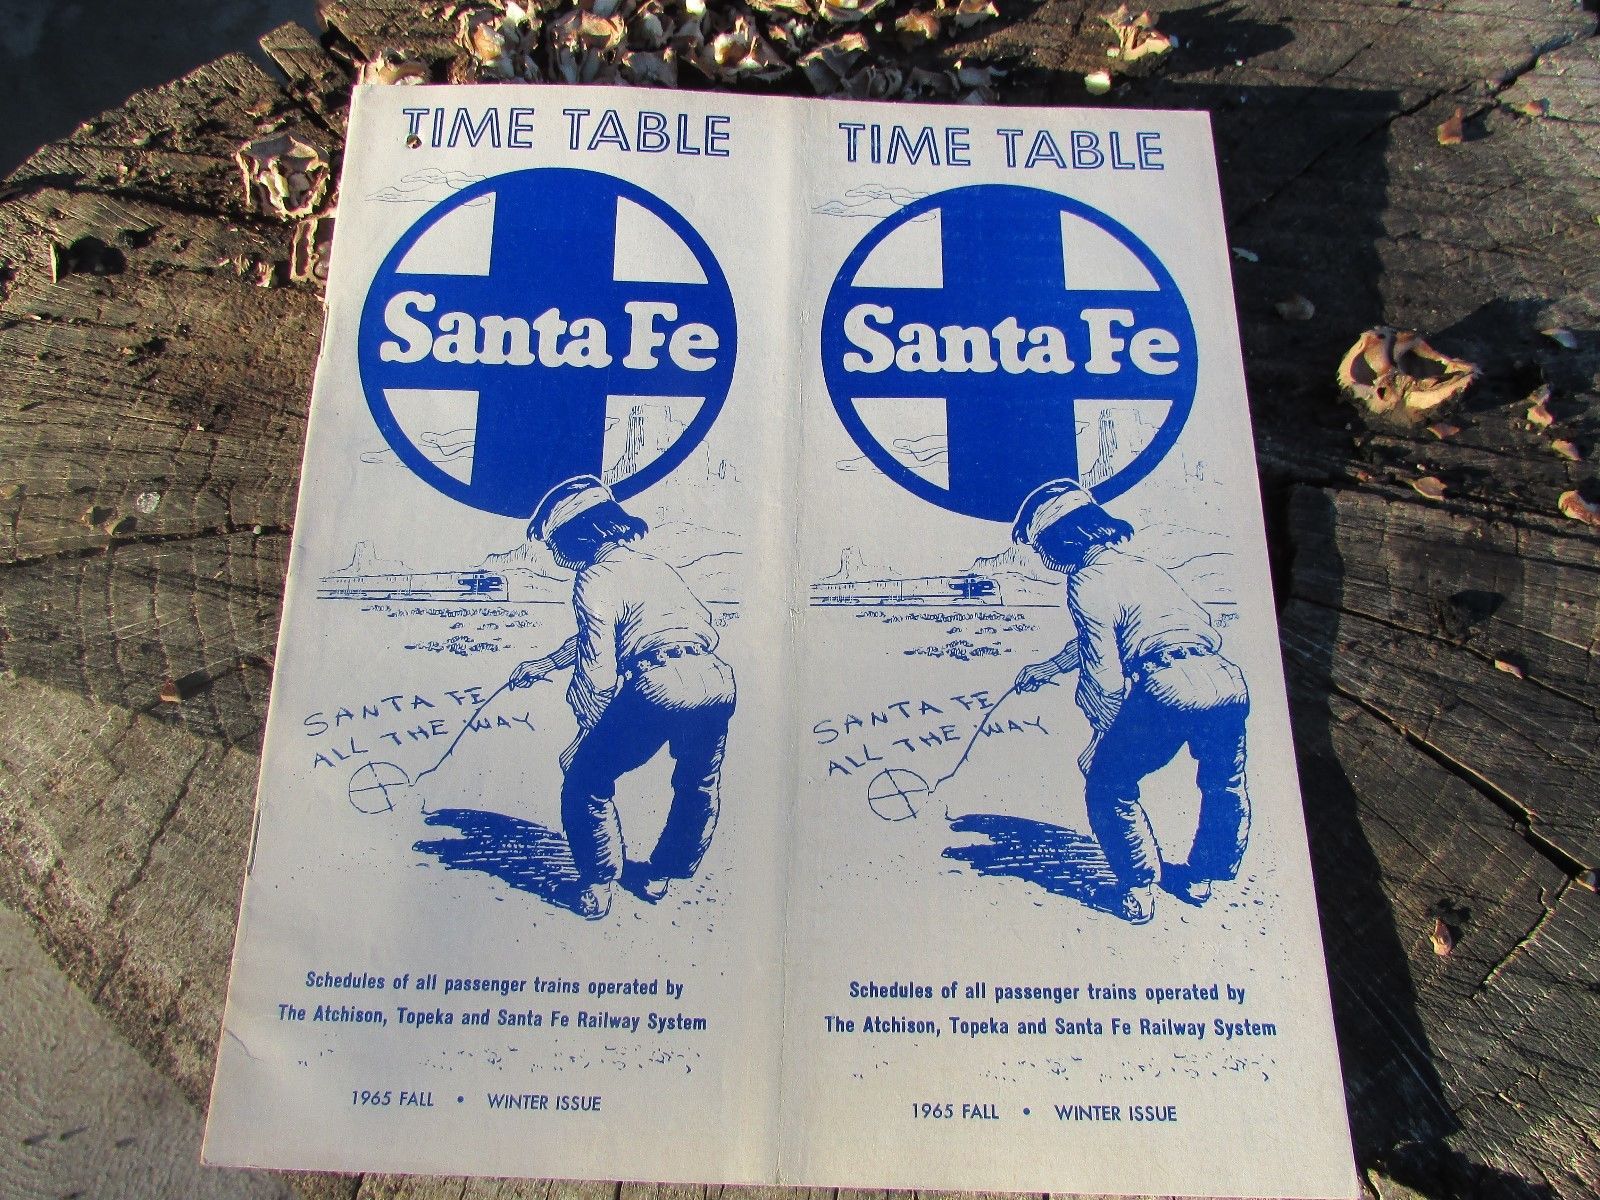 TIME TABLE
Santa Fe
SANTA FE
ALL THE WAY
Schedules of all passenger trains operated by
The Atchison, Topeka and Santa Fe Railway System
1965 FALL • WINTER ISSUE
TIME TABLE
Santa Fe
SANTA FE
ALL THE WAY
Schedules of all passenger trains operated by
The Atchison, Topeka and Santa Fe Railway System
1965 FALL • WINTER ISSUE